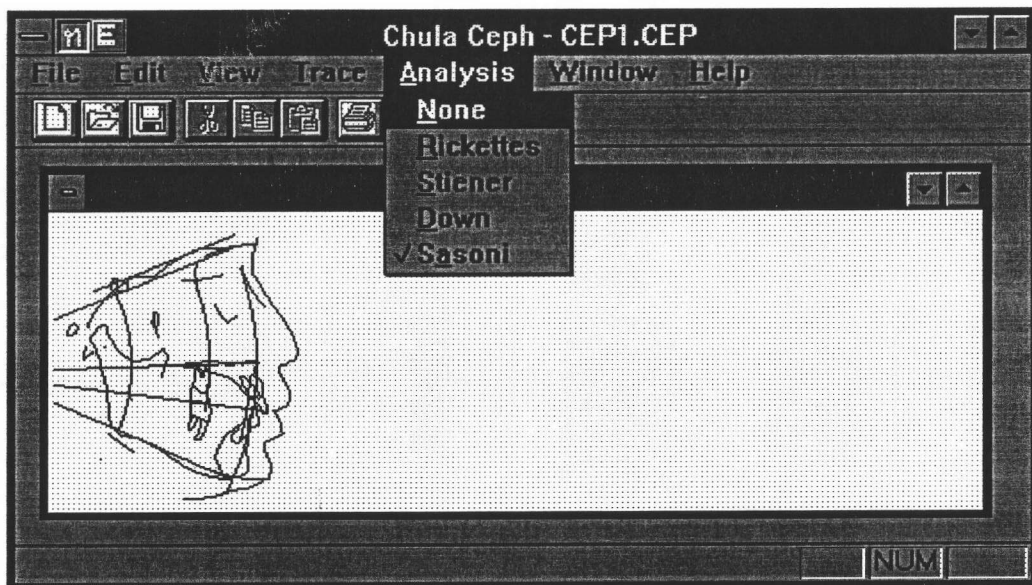 Chula Ceph - CEP1.CEP
File Edit View Trace Analysis Window Help
None
Rickettes
Stiener
Down
✓Sasoni
NUM